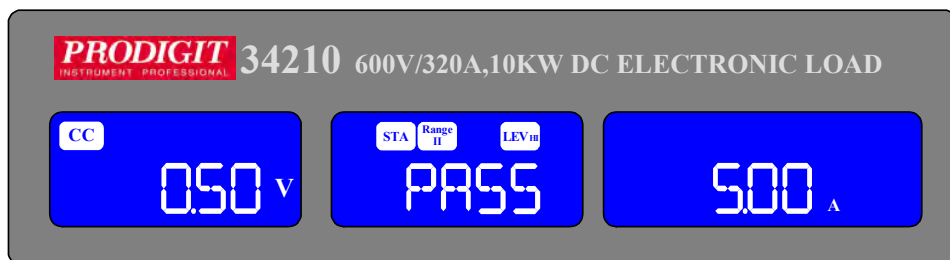 PRODIGIT
INSTRUMENT PROFESSIONAL
34210 600V/320A,10KW DC ELECTRONIC LOAD
CC
0.50 V
STA Range II LEV HI
PASS
5.00 A